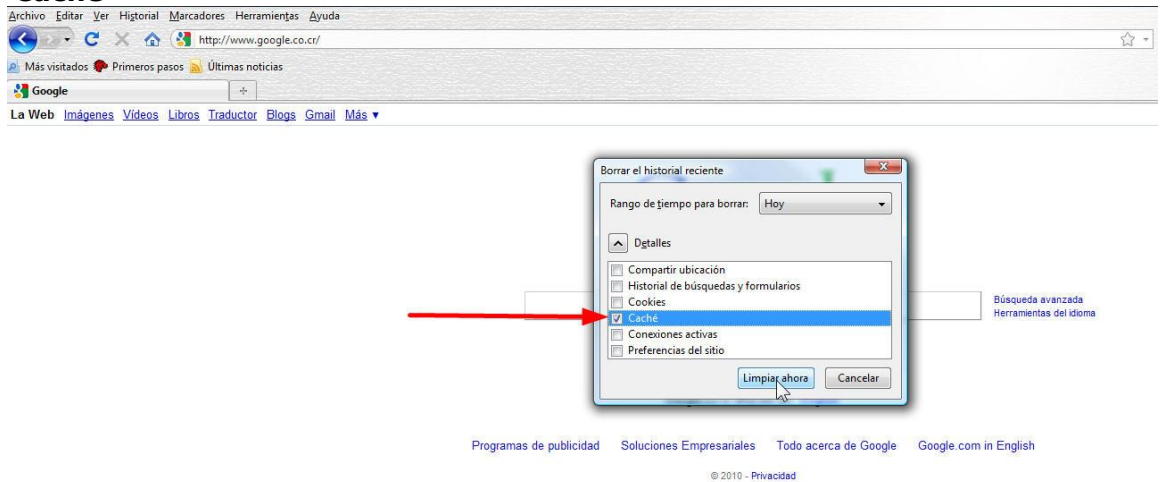 Archivo Editar Ver Historial Marcadores Herramientas Ayuda
http://www.google.co.cr/
Más visitados Primeros pasos Últimas noticias
Google
La Web Imágenes Vídeos Libros Traductor Blogs Gmail Más ▼
Borrar el historial reciente
Rango de tiempo para borrar: Hoy
Detalles
Compartir ubicación
Historial de búsquedas y formularios
Cookies
Caché
Conexiones activas
Preferencias del sitio
Limpiar ahora Cancelar
Búsqueda avanzada
Herramientas del idioma
Programas de publicidad Soluciones Empresariales Todo acerca de Google Google.com in English
© 2010 - Privacidad